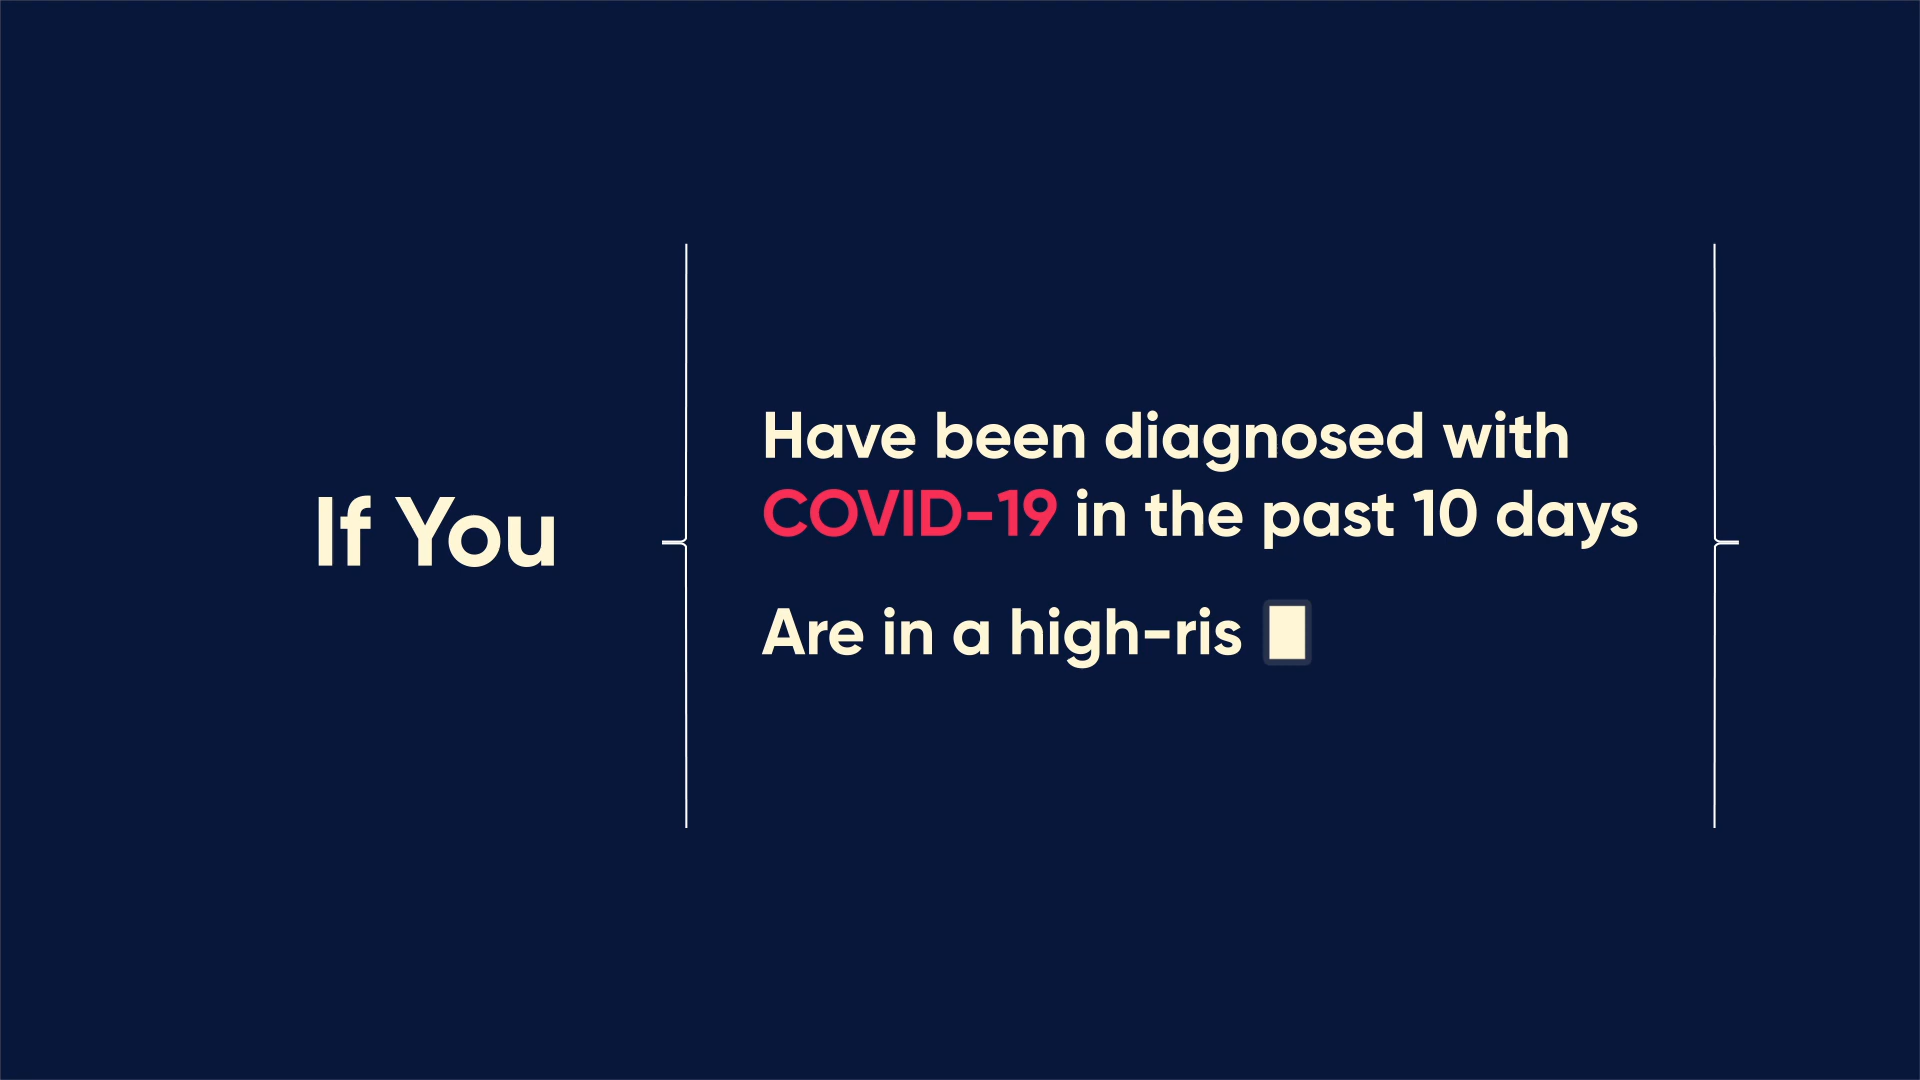 If You
Have been diagnosed with
COVID-19 in the past 10 days
Are in a high-ris